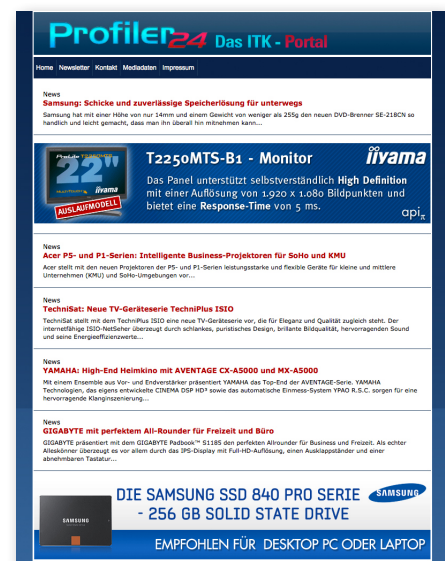 Profiler24 Das ITK - Portal
Home Newsletter Kontakt Mediadaten Impressum
News
Samsung: Schicke und zuverlässige Speicherlösung für unterwegs
Samsung hat mit einer Höhe von nur 14mm und einem Gewicht von weniger als 255g den neuen DVD-Brenner SE-218CN so
handlich und leicht gemacht, dass man ihn überall hin mitnehmen kann...
22"
iiyama
AUSLAUFMODELL
T2250MTS-B1 - Monitor
iiyama
Das Panel unterstützt selbstverständlich High Definition
mit einer Auflösung von 1.920 x 1.080 Bildpunkten und
bietet eine Response-Time von 5 ms.
api
News
Acer P5- und P1-Serien: Intelligente Business-Projektoren für SoHo und KMU
Acer stellt mit den neuen Projektoren der P5- und P1-Serien leistungsstarke und flexible Geräte für kleine und mittlere
Unternehmen (KMU) und SoHo-Umgebungen vor...
News
TechniSat: Neue TV-Geräteserie TechniPlus ISIO
TechniSat stellt mit dem TechniPlus ISIO eine neue TV-Geräteserie vor, die für Eleganz und Qualität zugleich steht. Der
internetfähige ISIO-NetSeher überzeugt durch schlankes, puristisches Design, brillante Bildqualität, hervorragenden Sound
und seine Energieeffizienzwerte...
News
YAMAHA: High-End Heimkino mit AVENTAGE CX-A5000 und MX-A5000
Mit einem Ensemble aus Vor- und Endverstärker präsentiert YAMAHA das Top-End der AVENTAGE-Serie. YAMAHA
Technologien, das eigens entwickelte CINEMA DSP HD³ sowie das automatische Einmess-System YPAO R.S.C. sorgen für eine
hervorragende Klanginszenierung...
News
GIGABYTE mit perfektem All-Rounder für Freizeit und Büro
GIGABYTE präsentiert mit dem GIGABYTE Padbook™ S1185 den perfekten Allrounder für Business und Freizeit. Als echter
Alleskönner überzeugt es vor allem durch das IPS-Display mit Full-HD-Auflösung, einen Ausklappständer und einer
abnehmbaren Tastatur...
SAMSUNG
DIE SAMSUNG SSD 840 PRO SERIE
- 256 GB SOLID STATE DRIVE
SAMSUNG
EMPFOHLEN FÜR DESKTOP PC ODER LAPTOP